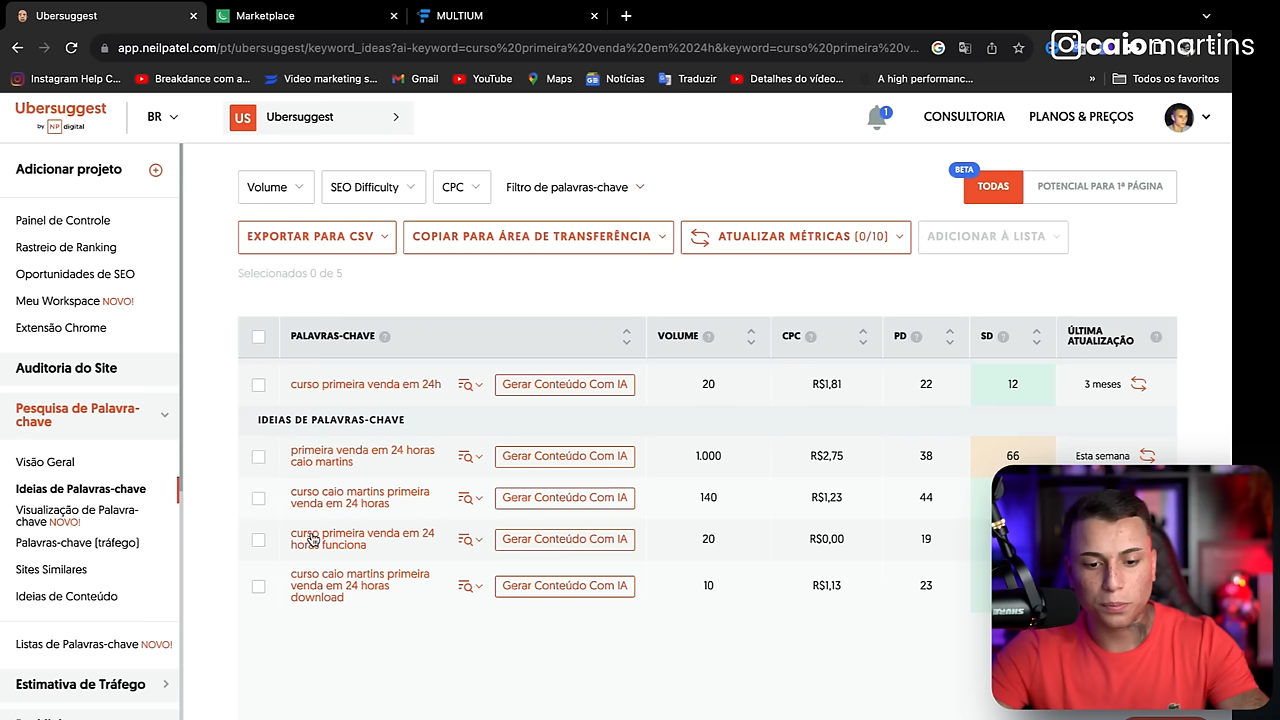 Ubersuggest
Marketplace
MULTIUM
app.neilpatel.com/pt/ubersuggest/keyword_ideas?ai-keyword=curso%20primeira%20venda%20em%2024h&keyword=curso%20primeira%20v...
caiomartins
Instagram Help C...
Breakdance com a...
Video marketing s...
Gmail
YouTube
Maps
Notícias
Traduzir
Detalhes do vídeo...
A high performanc...
»
Todos os favoritos
Ubersuggest
by NP digital
BR
US
Ubersuggest
1
CONSULTORIA
PLANOS & PREÇOS
Adicionar projeto
Painel de Controle
Rastreio de Ranking
Oportunidades de SEO
Meu Workspace NOVO!
Extensão Chrome
Auditoria do Site
Pesquisa de Palavra-
chave
Visão Geral
Ideias de Palavras-chave
Visualização de Palavra-
chave NOVO!
Palavras-chave (tráfego)
Sites Similares
Ideias de Conteúdo
Listas de Palavras-chave NOVO!
Estimativa de Tráfego
Volume
SEO Difficulty
CPC
Filtro de palavras-chave
BETA
TODAS
POTENCIAL PARA 1ª PÁGINA
EXPORTAR PARA CSV
COPIAR PARA ÁREA DE TRANSFERÊNCIA
ATUALIZAR MÉTRICAS (0/10)
ADICIONAR À LISTA
Selecionados 0 de 5
PALAVRAS-CHAVE
VOLUME
CPC
PD
SD
ÚLTIMA
ATUALIZAÇÃO
curso primeira venda em 24h
Gerar Conteúdo Com IA
20
R$1,81
22
12
3 meses
IDEIAS DE PALAVRAS-CHAVE
primeira venda em 24 horas
caio martins
Gerar Conteúdo Com IA
1.000
R$2,75
38
66
Esta semana
curso caio martins primeira
venda em 24 horas
Gerar Conteúdo Com IA
140
R$1,23
44
curso primeira venda em 24
horas funciona
Gerar Conteúdo Com IA
20
R$0,00
19
curso caio martins primeira
venda em 24 horas
download
Gerar Conteúdo Com IA
10
R$1,13
23
SHURE